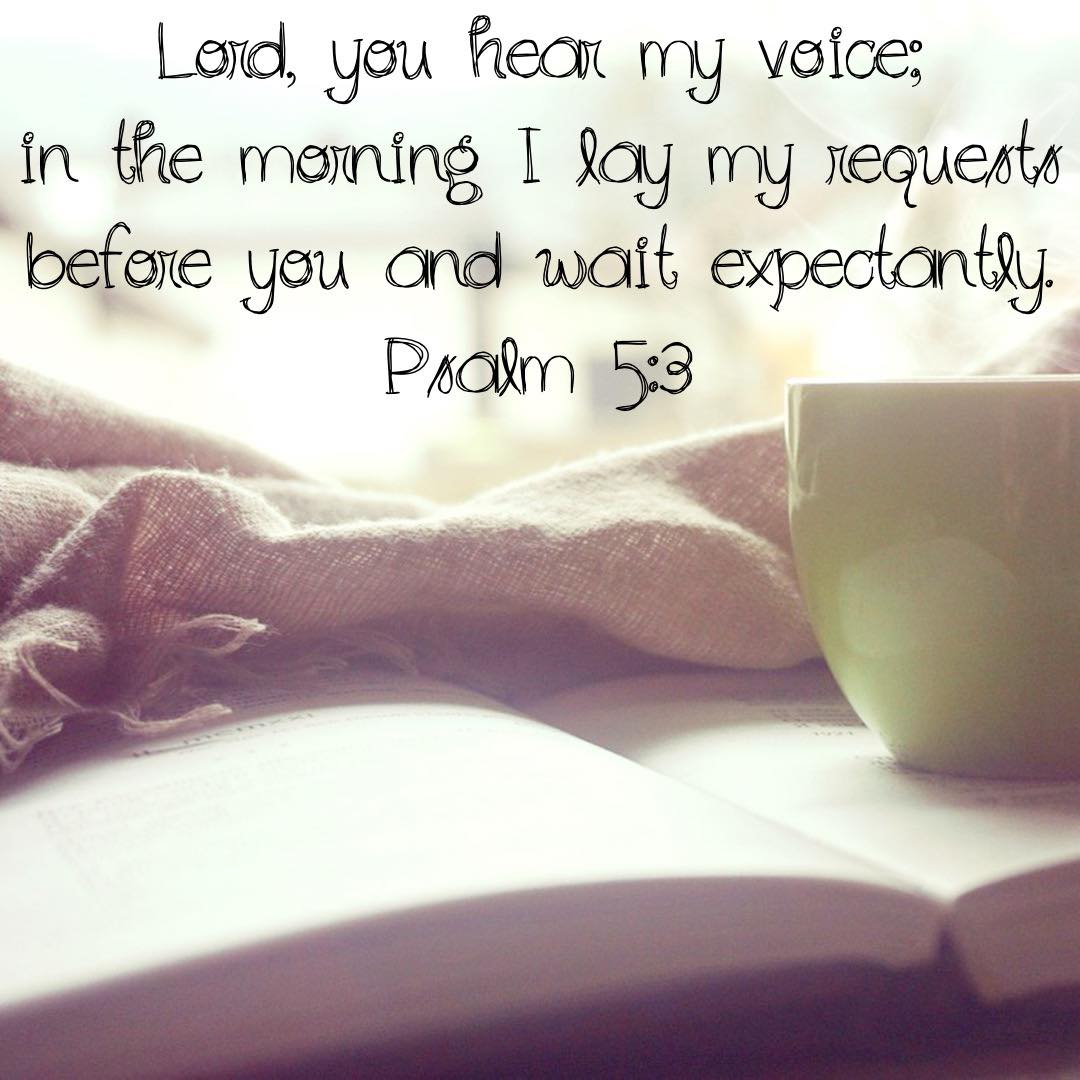 Lord, you hear my voice;
in the morning I lay my requests
before you and wait expectantly.
Psalm 5:3